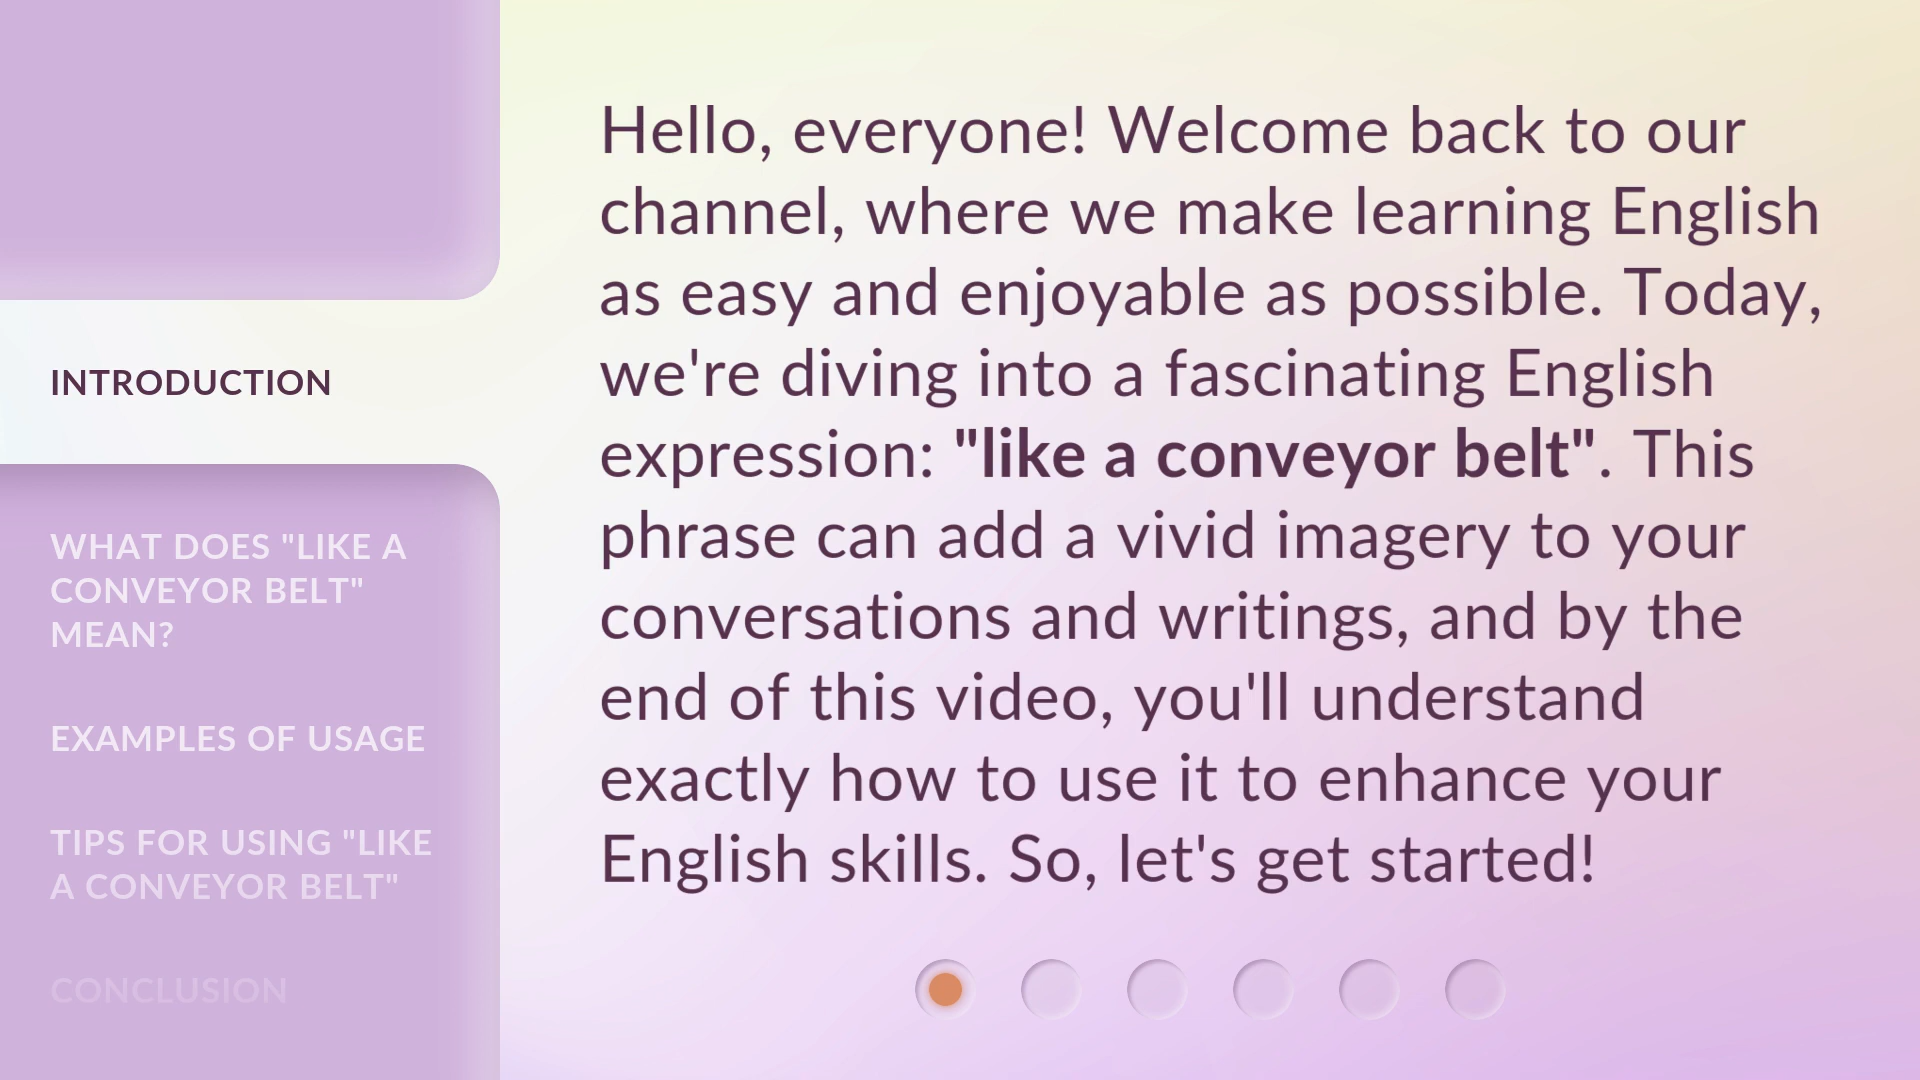 INTRODUCTION
WHAT DOES "LIKE A
CONVEYOR BELT"
MEAN?
EXAMPLES OF USAGE
TIPS FOR USING "LIKE
A CONVEYOR BELT"
CONCLUSION
Hello, everyone! Welcome back to our
channel, where we make learning English
as easy and enjoyable as possible. Today,
we're diving into a fascinating English
expression: "like a conveyor belt". This
phrase can add a vivid imagery to your
conversations and writings, and by the
end of this video, you'll understand
exactly how to use it to enhance your
English skills. So, let's get started!